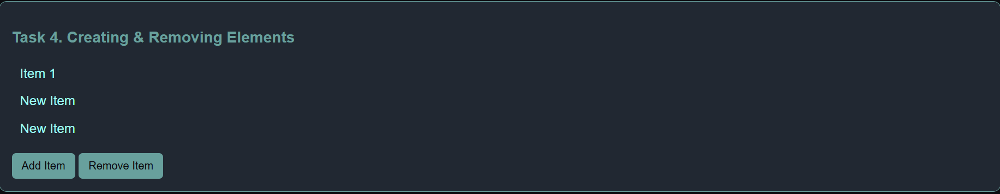 Task 4. Creating & Removing Elements
Item 1
New Item
New Item
Add Item Remove Item